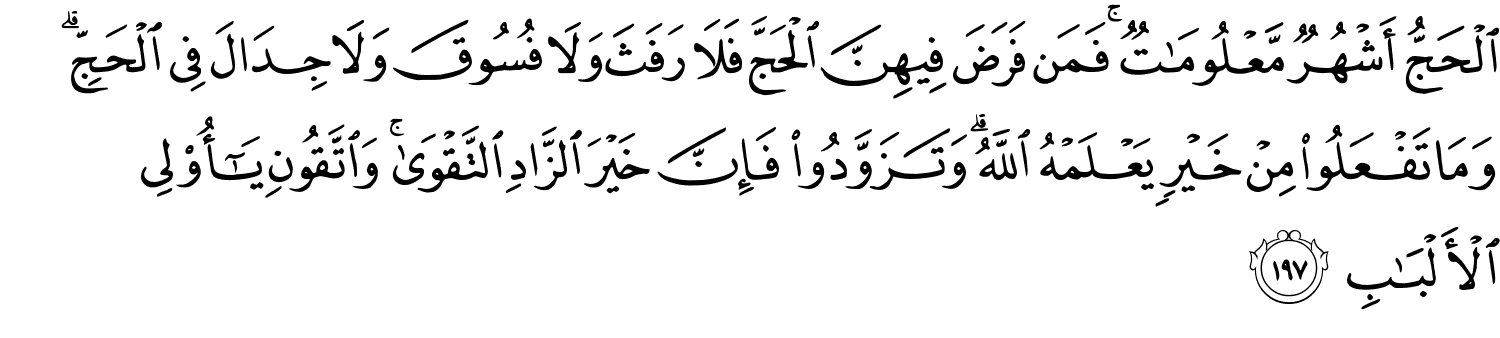 ٱلْحَجُّ أَشْهُرٌ مَّعْلُومَٰتٌ ۚ فَمَن فَرَضَ فِيهِنَّ ٱلْحَجَّ فَلَا رَفَثَ وَلَا فُسُوقَ وَلَا جِدَالَ فِى ٱلْحَجِّ ۗ
وَمَا تَفْعَلُوا۟ مِنْ خَيْرٍ يَعْلَمْهُ ٱللَّهُ ۗ وَتَزَوَّدُوا۟ فَإِنَّ خَيْرَ ٱلزَّادِ ٱلتَّقْوَىٰ ۚ وَٱتَّقُونِ يَٰٓأُو۟لِى
ٱلْأَلْبَٰبِ ١٩٧